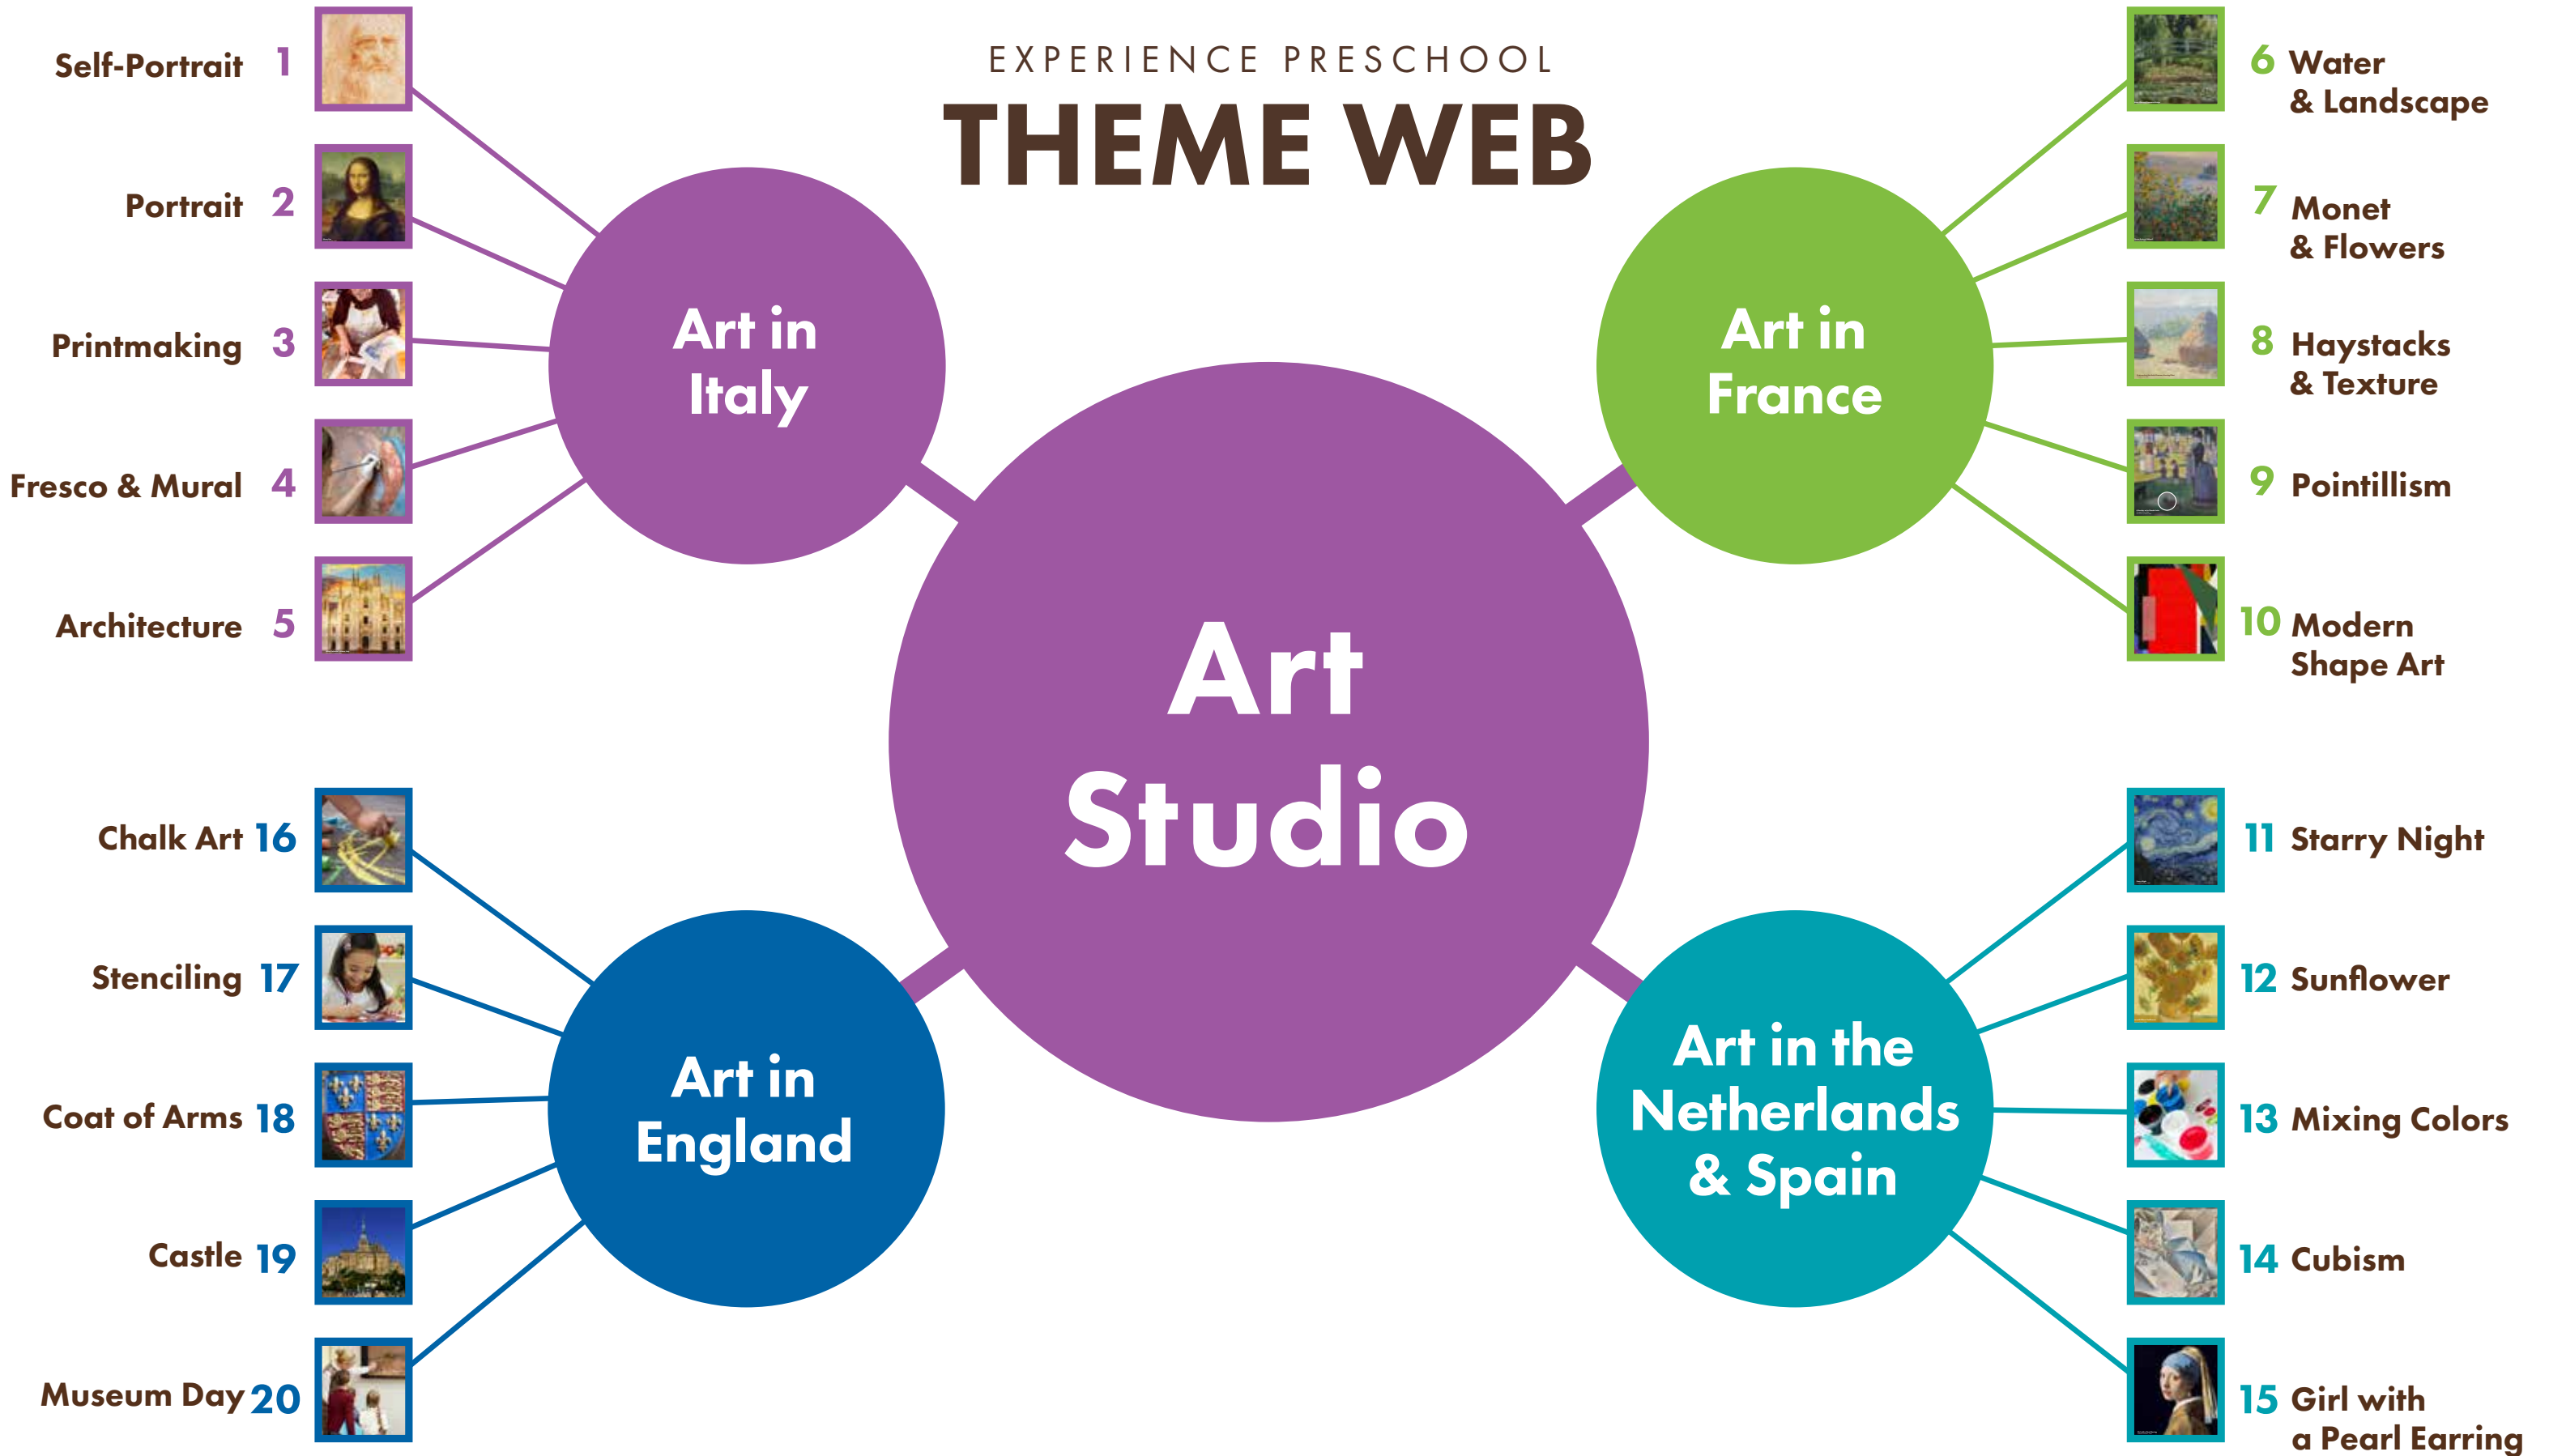 EXPERIENCE PRESCHOOL
THEME WEB
Art
Studio
Art in
Italy
Self-Portrait 1
Portrait 2
Printmaking 3
Fresco & Mural 4
Architecture 5
Art in
France
6 Water
& Landscape
7 Monet
& Flowers
8 Haystacks
& Texture
9 Pointillism
10 Modern
Shape Art
Art in the
Netherlands
& Spain
11 Starry Night
12 Sunflower
13 Mixing Colors
14 Cubism
15 Girl with
a Pearl Earring
Art in
England
Chalk Art 16
Stenciling 17
Coat of Arms 18
Castle 19
Museum Day 20